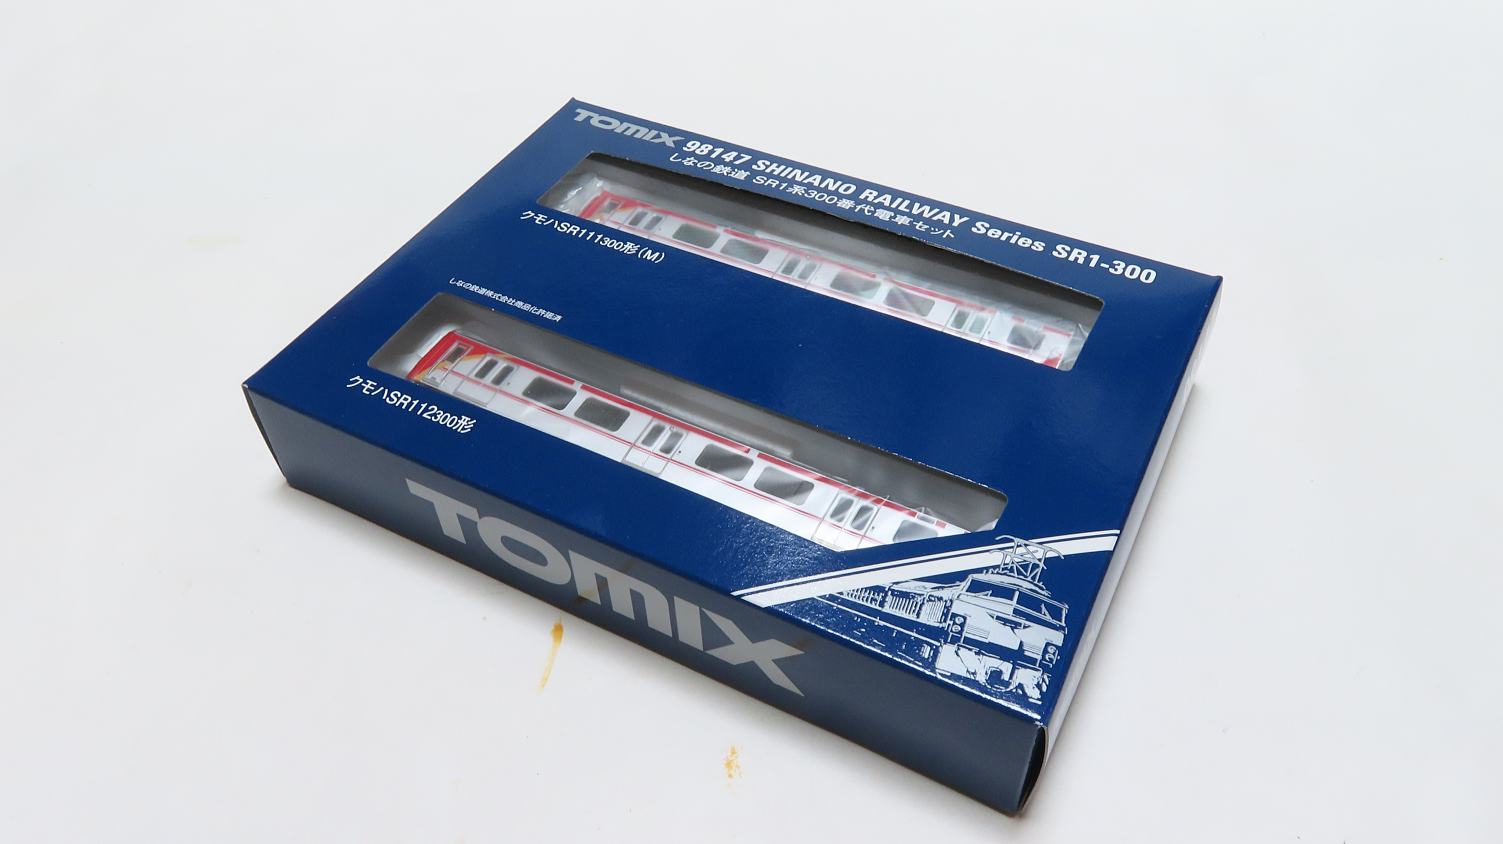 TOMIX 98147 SHINANO RAILWAY Series SR1-300
しなの鉄道 SR1系300番代電車セット
クモハSR111300形(M)
しなの鉄道株式会社商品化許諾済
クモハSR112300形
TOMIX